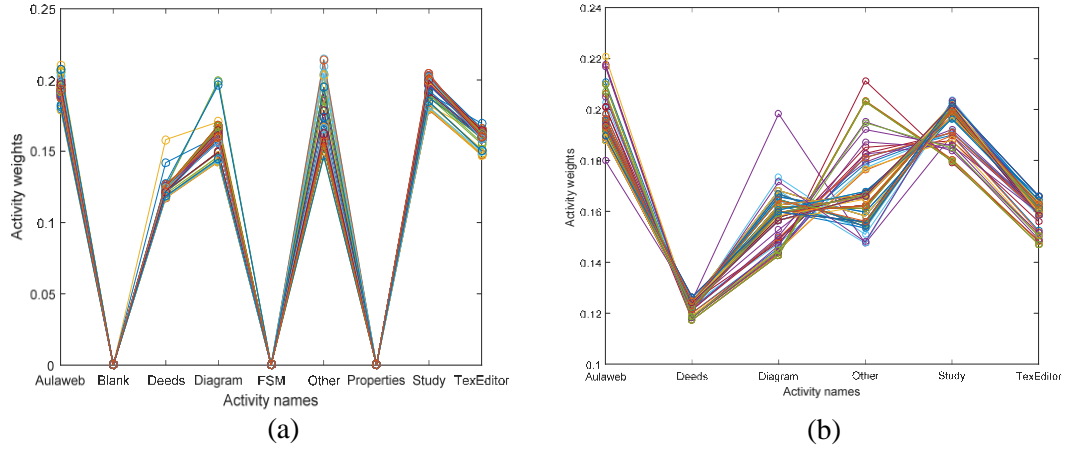 0.25
0.2
0.15
0.1
0.05
0
Activity weights
Aulaweb Blank Deeds Diagram FSM Other Properties Study TexEditor
Activity names
(a)
0.24
0.22
0.2
0.18
0.16
0.14
0.12
0.1
Activity weights
Aulaweb Deeds Diagram Other Study TexEditor
Activity names
(b)